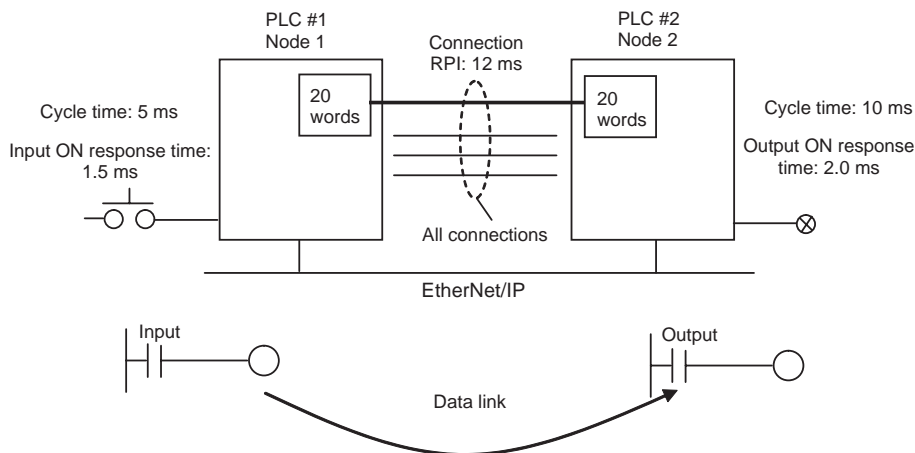 PLC #1
Node 1
Connection
RPI: 12 ms
PLC #2
Node 2
20
words
20
words
Cycle time: 5 ms
Input ON response time:
1.5 ms
Cycle time: 10 ms
Output ON response
time: 2.0 ms
All connections
EtherNet/IP
Input
Output
Data link